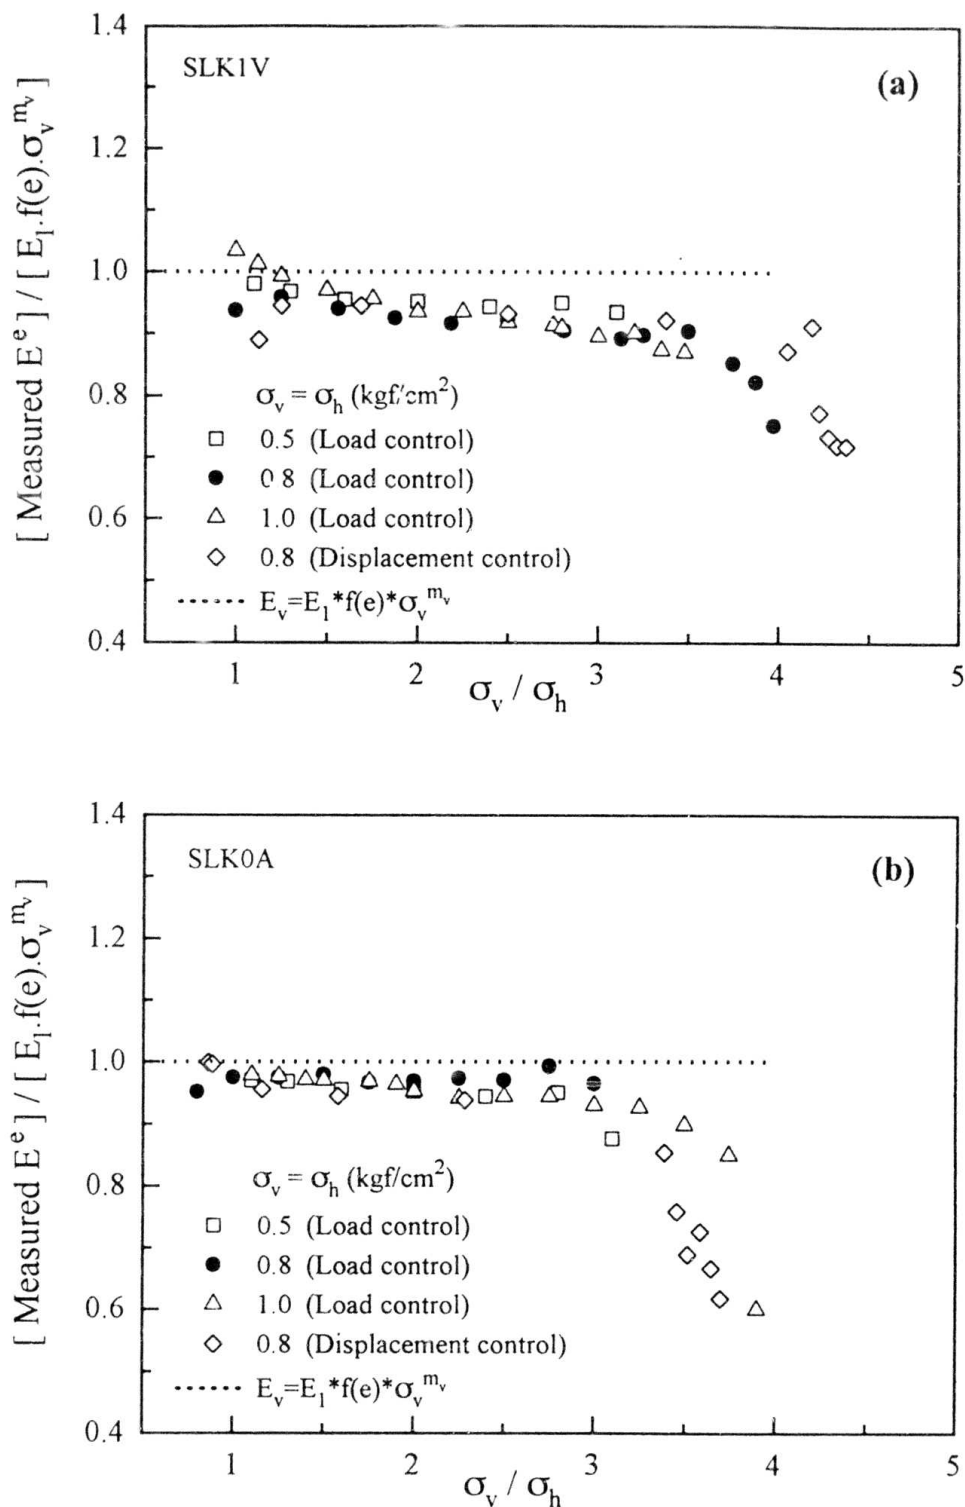 SLK1V
(a)
[ Measured E^e ] / [ E_l.f(e).σ_v^{m_v} ]
1.4
1.2
1.0
0.8
0.6
0.4
σ_v = σ_h (kgf/cm²)
0.5 (Load control)
0.8 (Load control)
1.0 (Load control)
0.8 (Displacement control)
E_v=E_l*f(e)*σ_v^{m_v}
1 2 3 4 5
σ_v / σ_h
SLK0A
(b)
[ Measured E^e ] / [ E_l.f(e).σ_v^{m_v} ]
1.4
1.2
1.0
0.8
0.6
0.4
σ_v = σ_h (kgf/cm²)
0.5 (Load control)
0.8 (Load control)
1.0 (Load control)
0.8 (Displacement control)
E_v=E_l*f(e)*σ_v^{m_v}
1 2 3 4 5
σ_v / σ_h